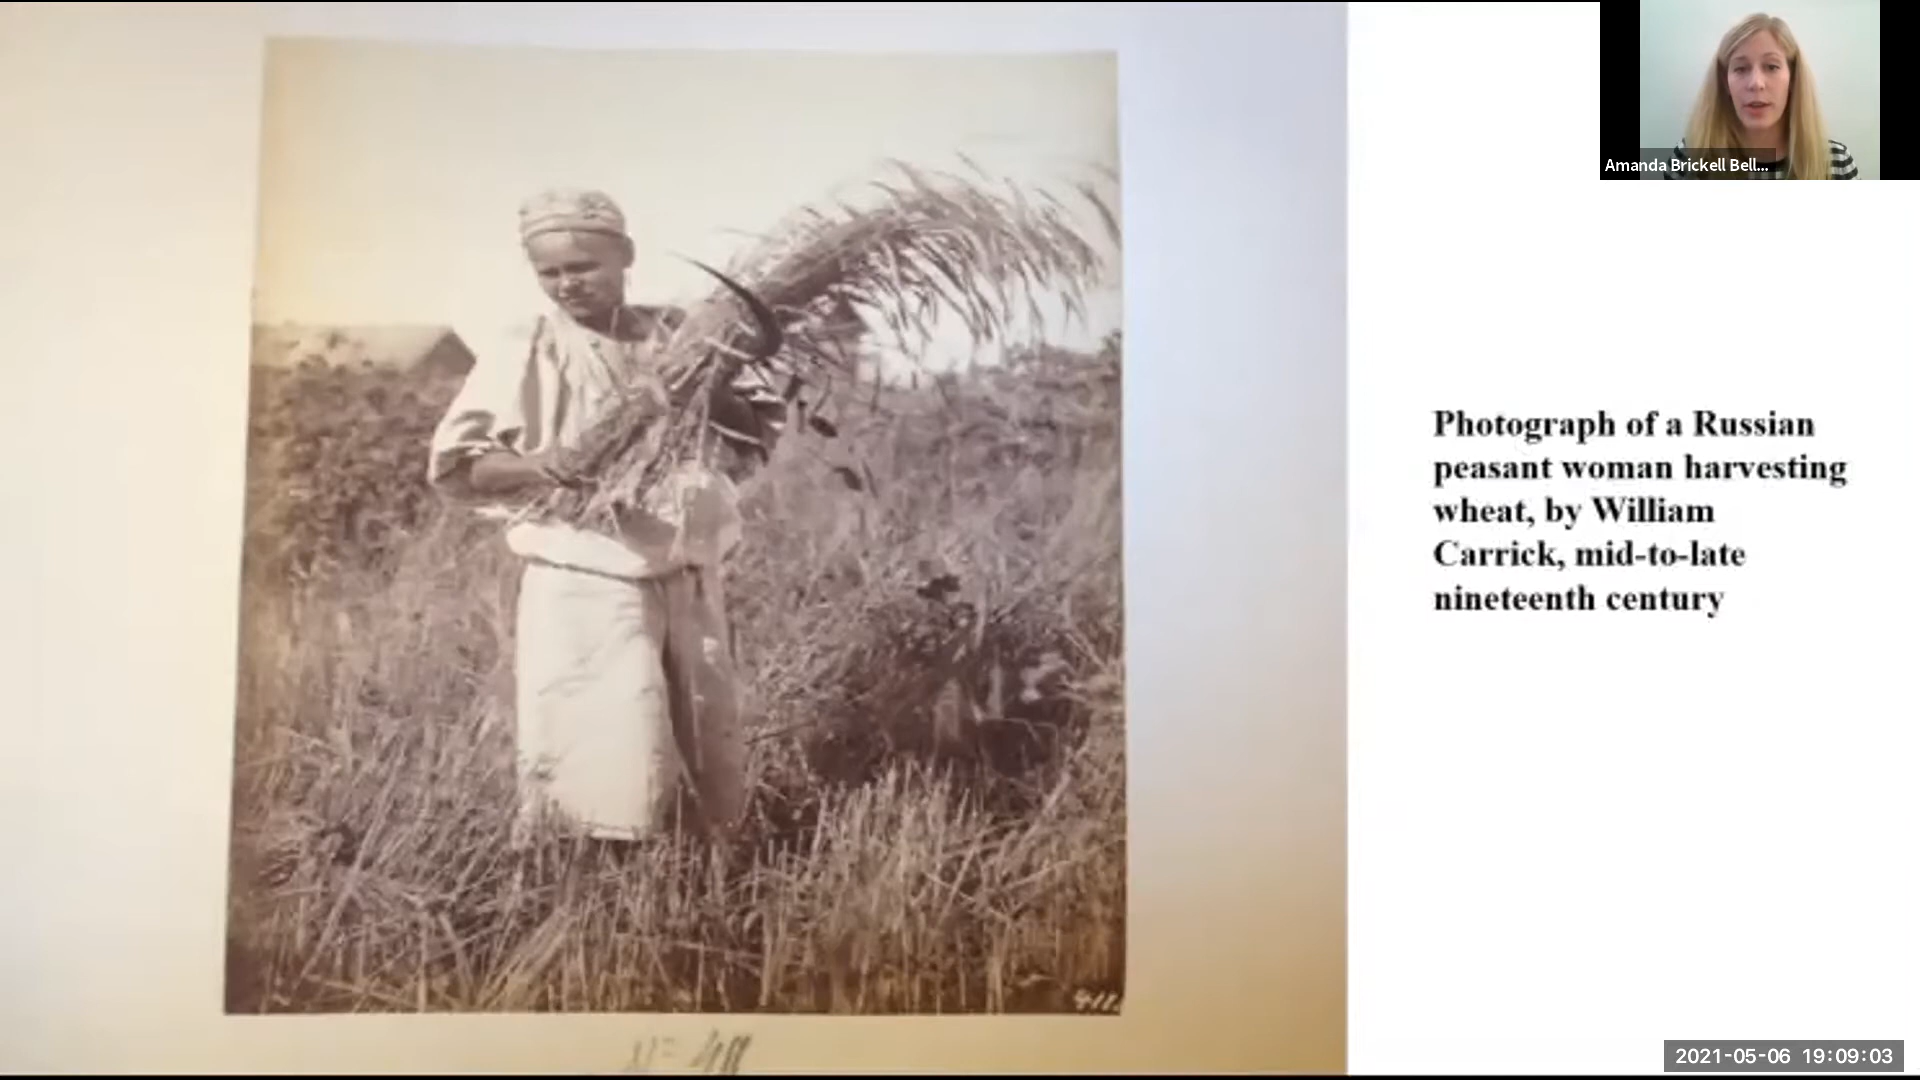 Amanda Brickell Bell...
Photograph of a Russian
peasant woman harvesting
wheat, by William
Carrick, mid-to-late
nineteenth century
411.
2021-05-06 19:09:03